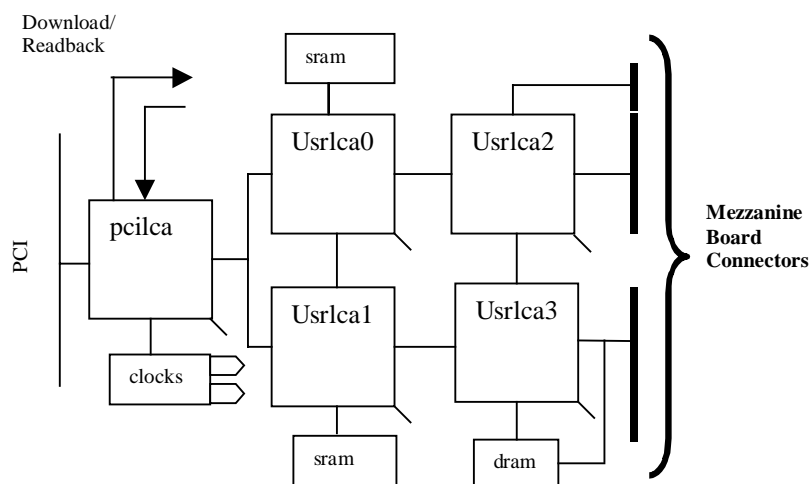 Download/
Readback
sram
Usrlca0
Usrlca2
pcilca
PCI
Mezzanine
Board
Connectors
Usrlca1
Usrlca3
clocks
sram
dram